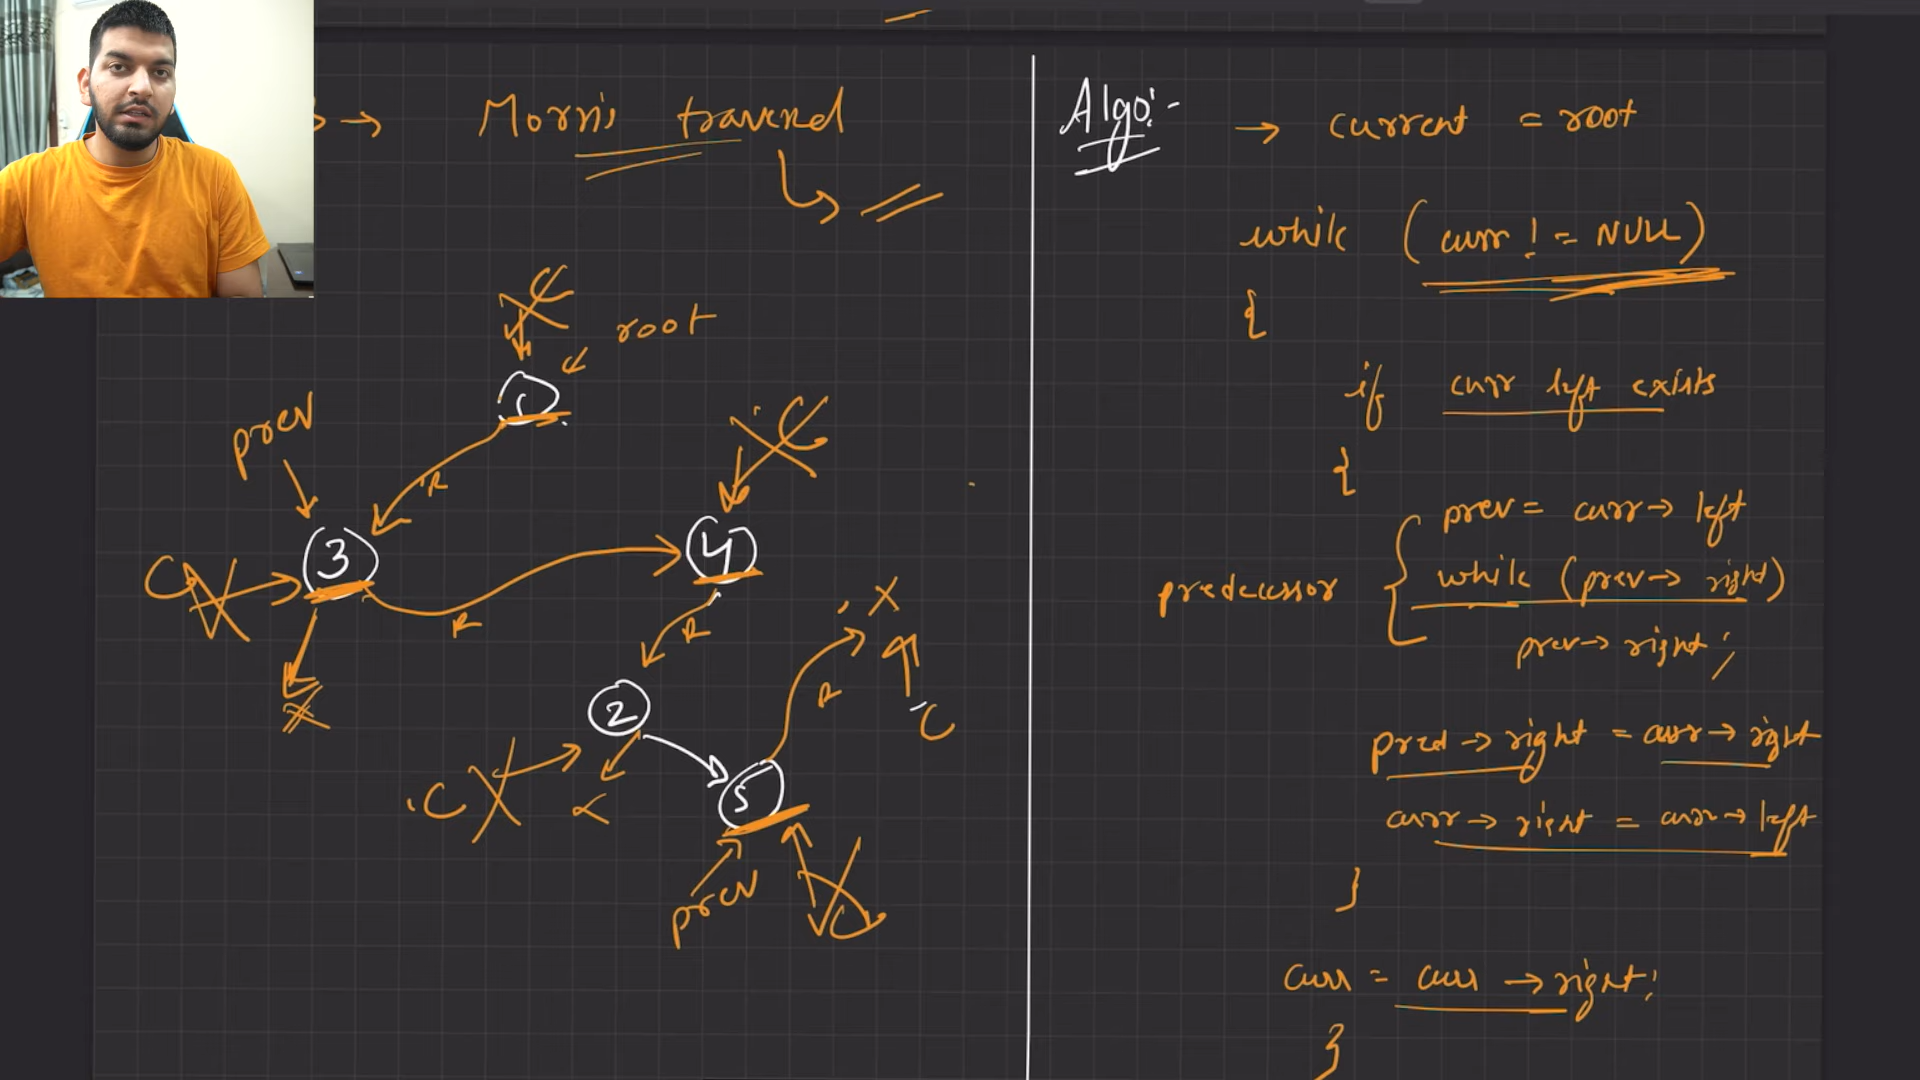 Morris traversal
C
root
1
prev
R
C
3
4
C
R
R
X
X
2
R
C
C
5
prev
C
Algo:-
→ current = root
while (curr != NULL)
{
if curr left exists
{
prev = curr → left
while (prev → right)
predecessor
prev → right;
pred → right = curr → right
curr → right = curr → left
}
curr = curr → right;
}